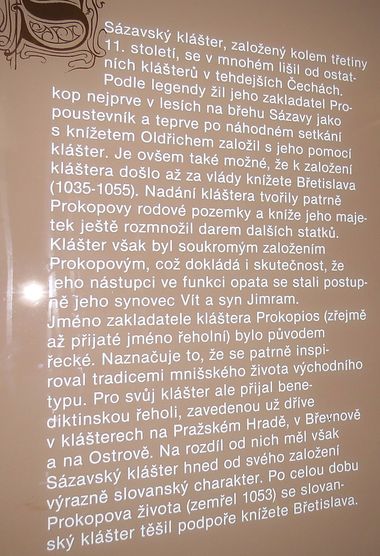 Sázavský klášter, založený kolem třetiny
11. století, se v mnohém lišil od ostat-
ních klášterů v tehdejších Čechách.
Podle legendy žil jeho zakladatel Pro-
kop nejprve v lesích na břehu Sázavy jako
poustevník a teprve po náhodném setkání
s knížetem Oldřichem založil s jeho pomocí
klášter. Je ovšem také možné, že k založení
kláštera došlo až za vlády knížete Břetislava
(1035-1055). Nadání kláštera tvořily patrně
Prokopovy rodové pozemky a kníže jeho maje-
tek ještě rozmnožil darem dalších statků.
Klášter však byl soukromým založením
Prokopovým, což dokládá i skutečnost, že
jeho nástupci ve funkci opata se stali postup-
ně jeho synovec Vít a syn Jimram.
Jméno zakladatele kláštera Prokopios (zřejmě
až přijaté jméno řeholní) bylo původem
řecké. Naznačuje to, že se patrně inspi-
roval tradicemi mnišského života východního
typu. Pro svůj klášter ale přijal bene-
diktinskou řeholi, zavedenou už dříve
v klášterech na Pražském Hradě, v Břevnově
a na Ostrově. Na rozdíl od nich měl však
Sázavský klášter hned od svého založení
výrazně slovanský charakter. Po celou dobu
Prokopova života (zemřel 1053) se slovan-
ský klášter těšil podpoře knížete Břetislava.